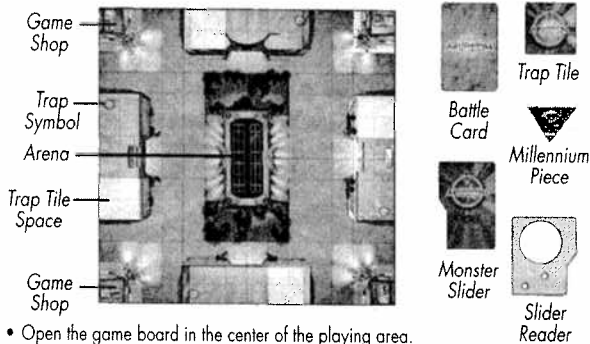 Game
Shop
Trap
Symbol
Arena
Trap Tile
Space
Game
Shop
Battle
Card
Trap Tile
Millennium
Piece
Monster
Slider
Slider
Reader
• Open the game board in the center of the playing area.